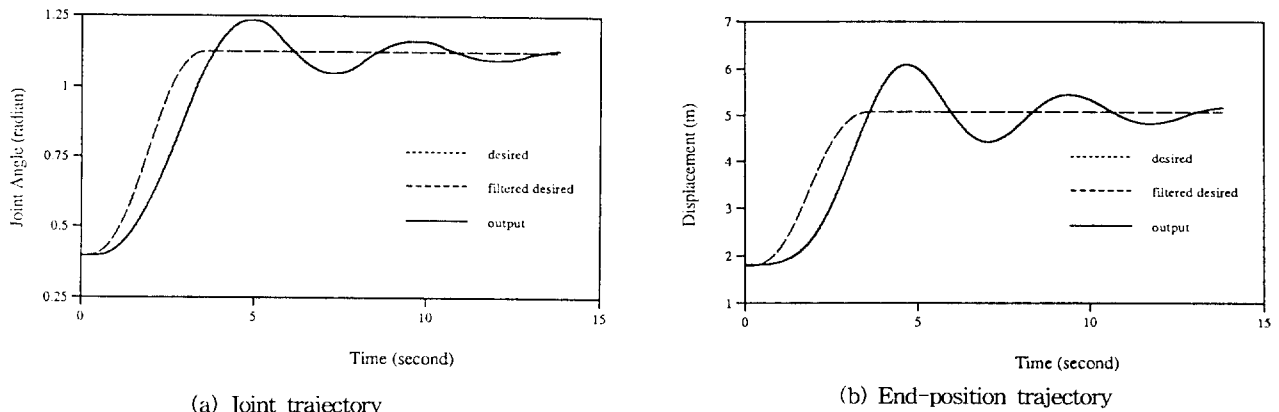 1.25
1
0.75
0.5
0.25
0
5
10
15
Joint Angle (radian)
desired
filtered desired
output
Time (second)
(a) Joint trajectory
7
6
5
4
3
2
1
0
5
10
15
Displacement (m)
desired
filtered desired
output
Time (second)
(b) End-position trajectory